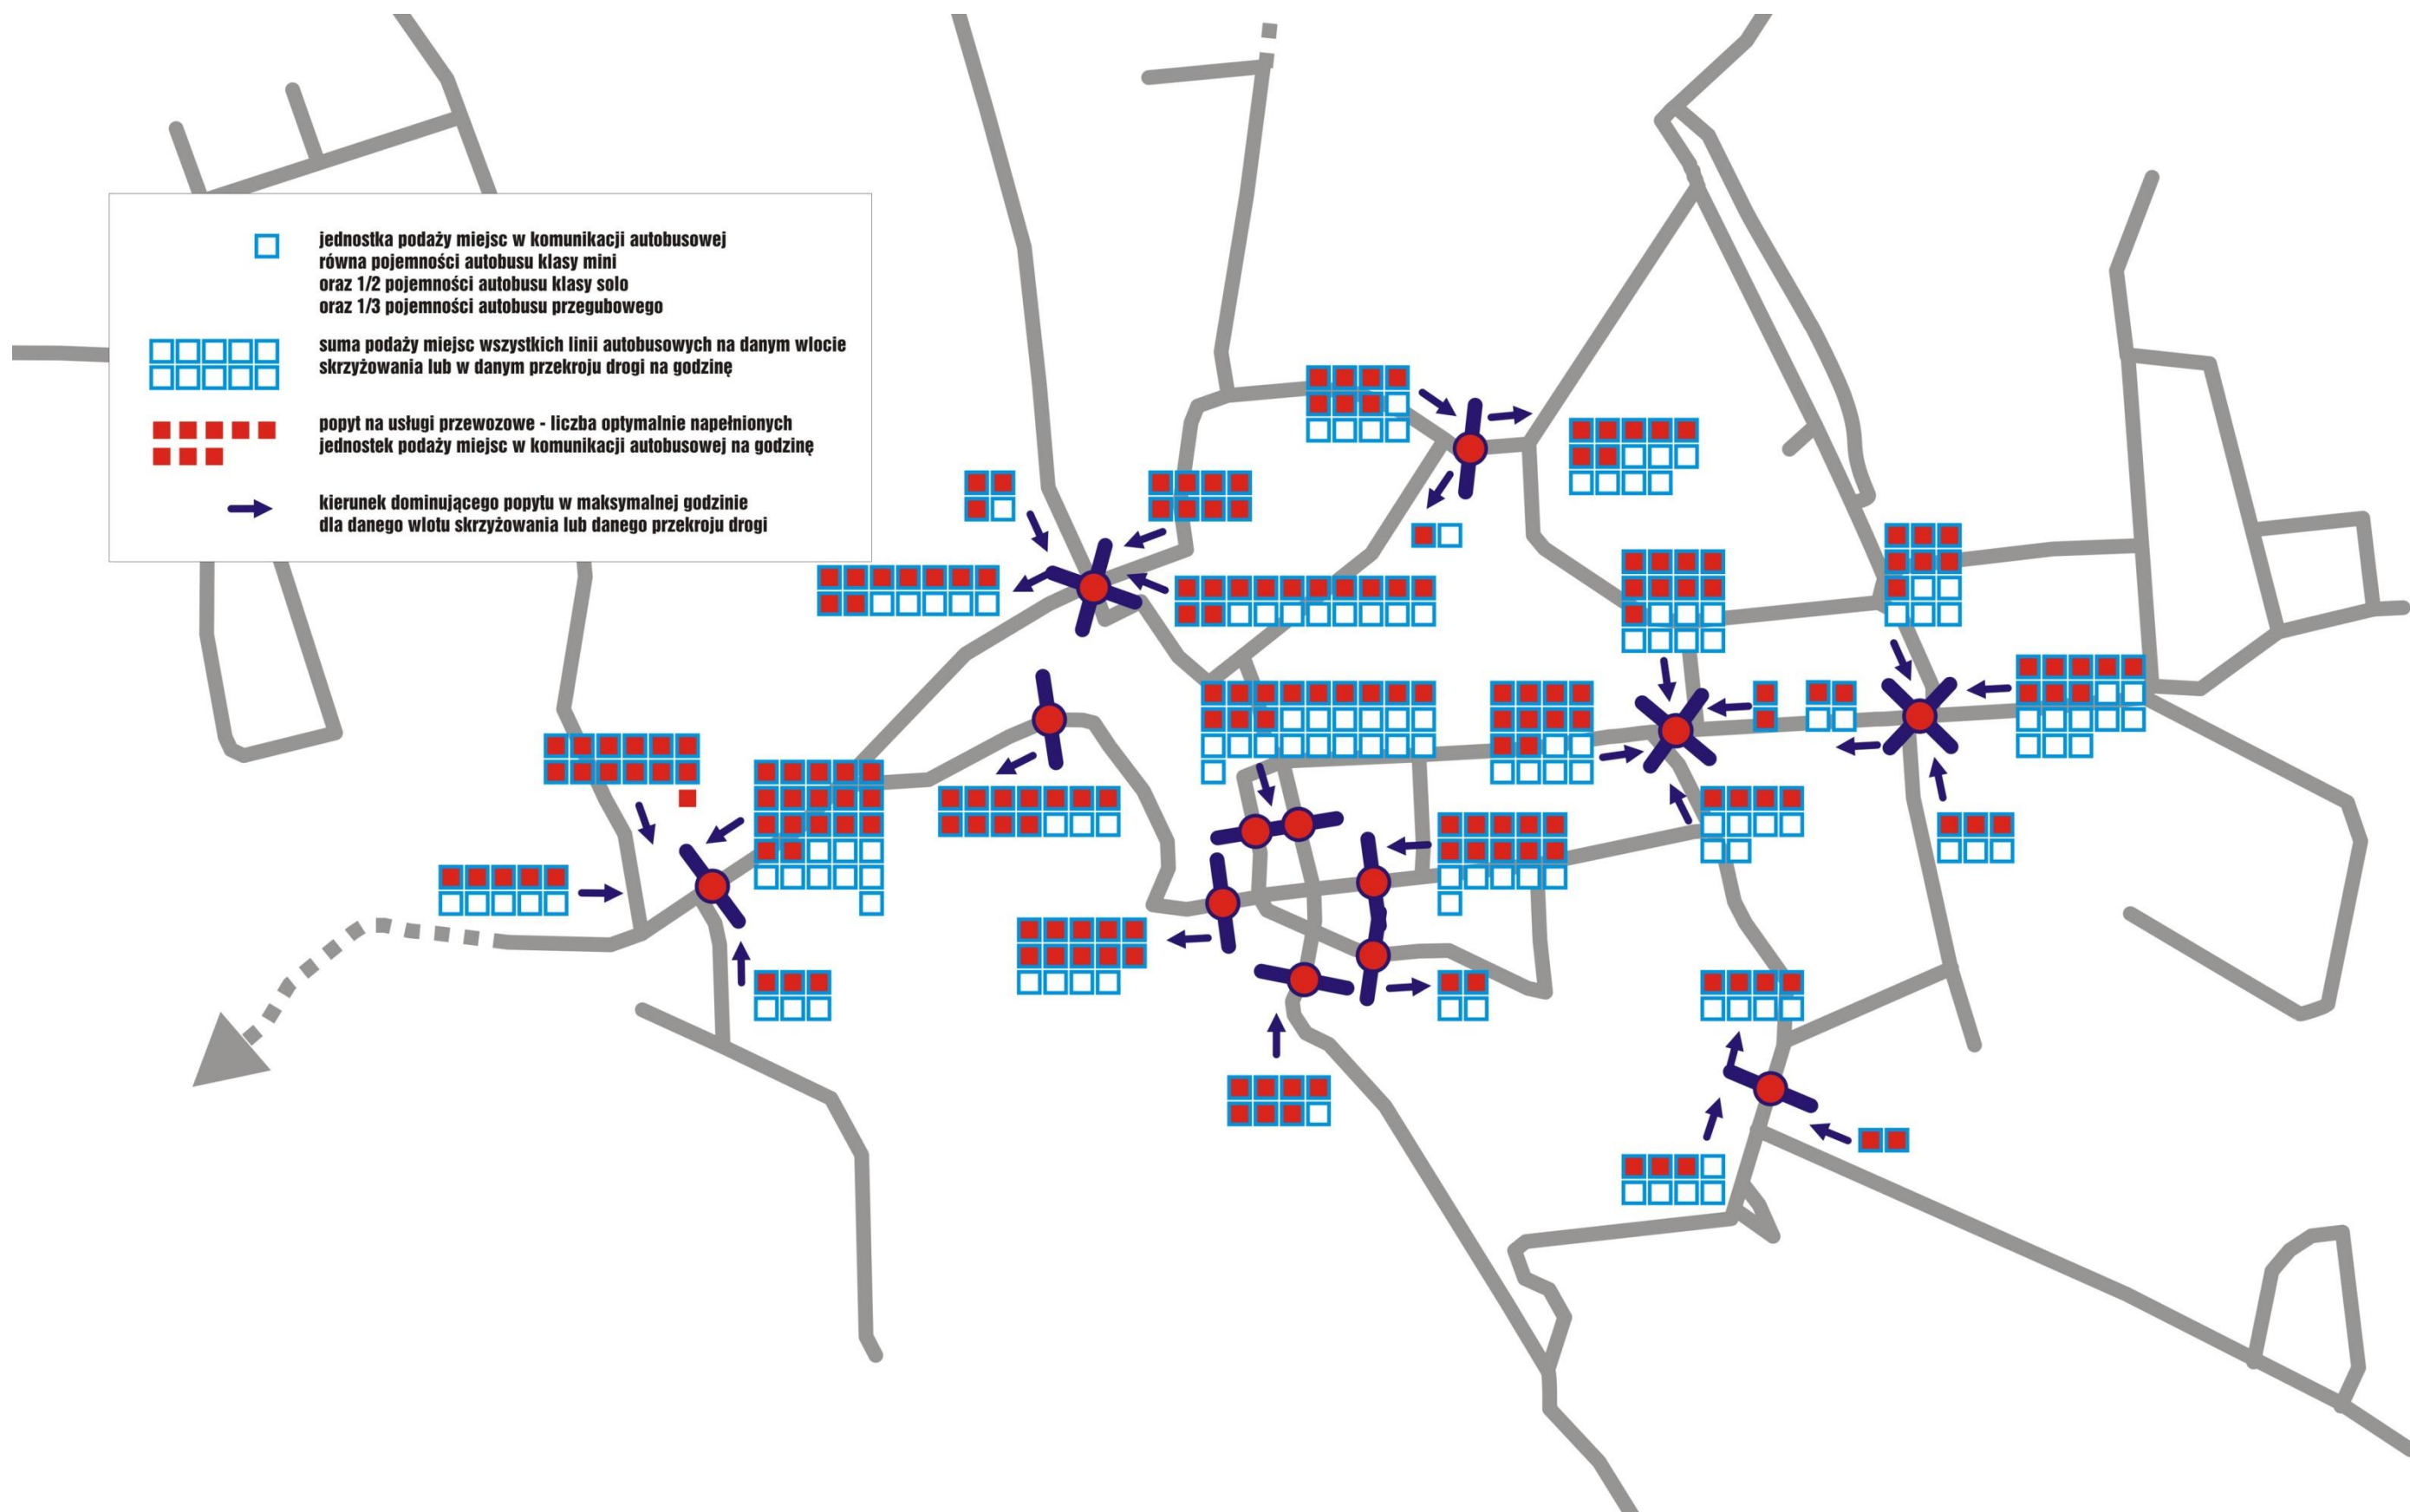 jednostka podaży miejsc w komunikacji autobusowej
równa pojemności autobusu klasy mini
oraz 1/2 pojemności autobusu klasy solo
oraz 1/3 pojemności autobusu przegubowego
suma podaży miejsc wszystkich linii autobusowych na danym wlocie
skrzyżowania lub w danym przekroju drogi na godzinę
popyt na usługi przewozowe - liczba optymalnie napełnionych
jednostek podaży miejsc w komunikacji autobusowej na godzinę
kierunek dominującego popytu w maksymalnej godzinie
dla danego wlotu skrzyżowania lub danego przekroju drogi